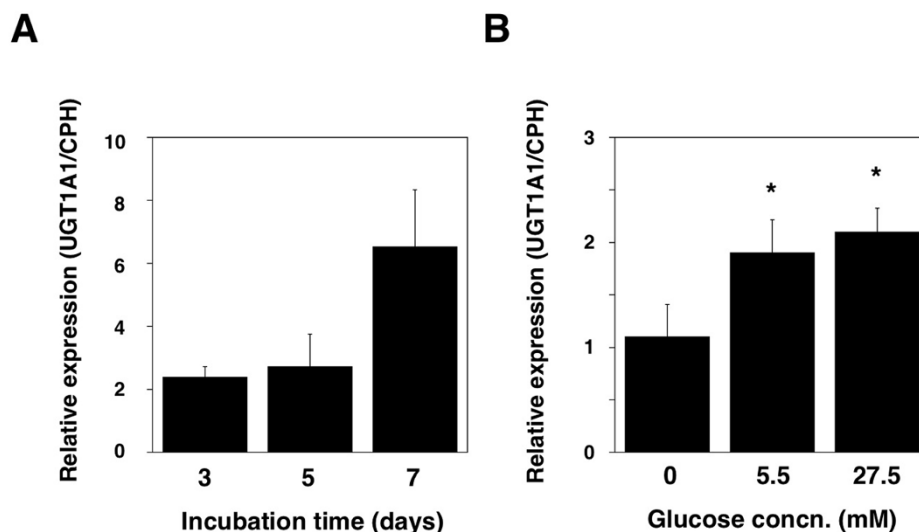 A
Relative expression (UGT1A1/CPH)
10
8
6
4
2
0
3 5 7
Incubation time (days)
B
Relative expression (UGT1A1/CPH)
3
2
1
0
* *
0 5.5 27.5
Glucose concn. (mM)